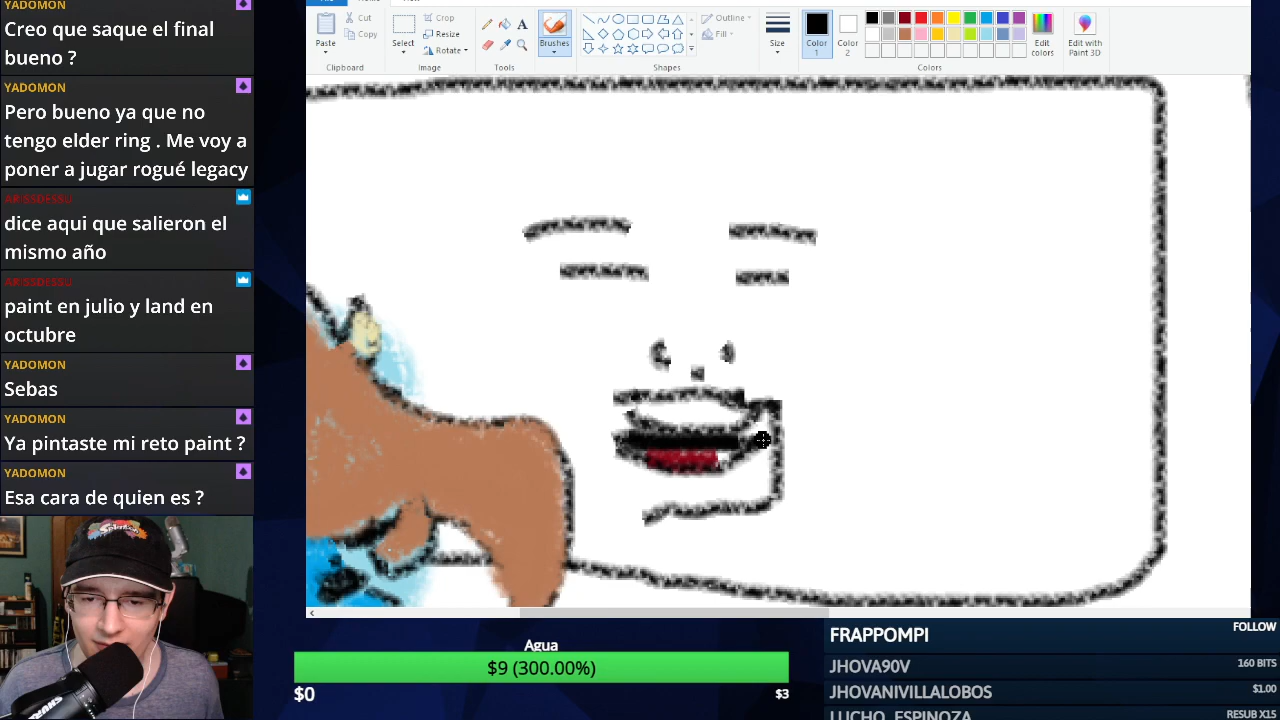 YADOMON
Creo que saque el final
bueno ?
YADOMON
Pero bueno ya que no
tengo elder ring . Me voy a
poner a jugar rogué legacy
ARISSDESSU
dice aqui que salieron el
mismo año
ARISSDESSU
paint en julio y land en
octubre
YADOMON
Sebas
YADOMON
Ya pintaste mi reto paint ?
YADOMON
Esa cara de quien es ?
Paste
Cut
Copy
Clipboard
Select
Crop
Resize
Rotate
Image
A
Tools
Brushes
Shapes
Outline
Fill
Size
Color
1
Color
2
Edit
colors
Edit with
Paint 3D
Colors
Agua
$9 (300.00%)
$0
$3
FRAPPOMPI
FOLLOW
JHOVA90V
160 BITS
JHOVANIVILLALOBOS
$1.00
LUCHO_ESPINOZA
RESUB X15